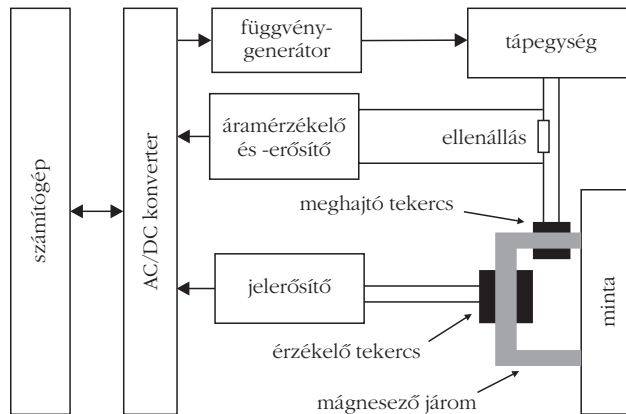 számítógép
AC/DC konverter
függvény-
generátor
tápegység
áramérzékelő
és -erősítő
ellenállás
meghajtó tekercs
jelerősítő
minta
érzékelő tekercs
mágnesező járom